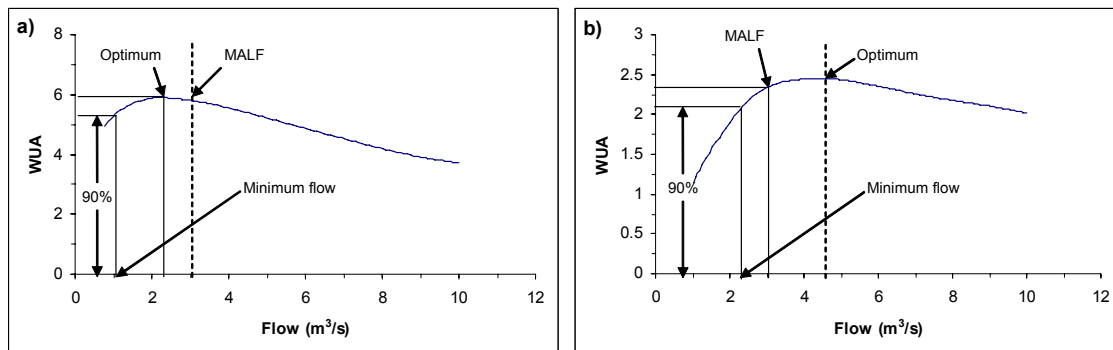 a)
8
6
4
2
0
WUA
Optimum
MALF
90%
Minimum flow
0 2 4 6 8 10 12
Flow (m³/s)
b)
3
2.5
2
1.5
1
0.5
0
WUA
MALF
Optimum
90%
Minimum flow
0 2 4 6 8 10 12
Flow (m³/s)